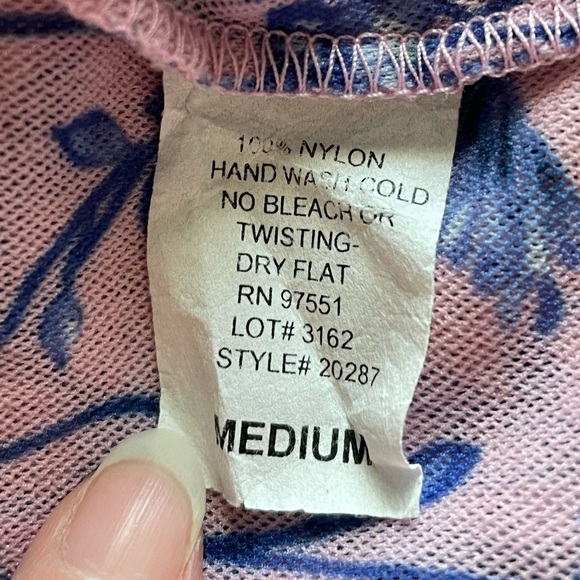 100% NYLON
HAND WASH COLD
NO BLEACH OR
TWISTING-
DRY FLAT
RN 97551
LOT# 3162
STYLE# 20287
MEDIUM